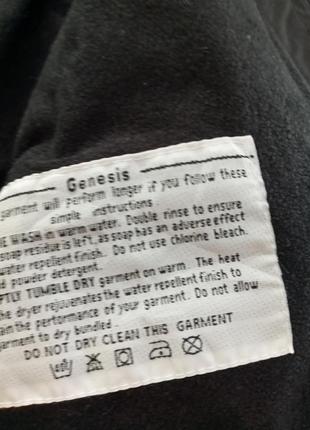 Genesis
garment will perform longer if you follow these
simple instructions.
WASH in warm water. Double rinse to ensure
soap residue is left, as soap has an adverse effect
water repellent finish. Do not use chlorine bleach.
powder detergent.
TUMBLE DRY garment on warm. The heat
the dryer rejuvenates the water repellent finish to
the performance of your garment. Do not allow
garment to dry bundled.
DO NOT DRY CLEAN THIS GARMENT